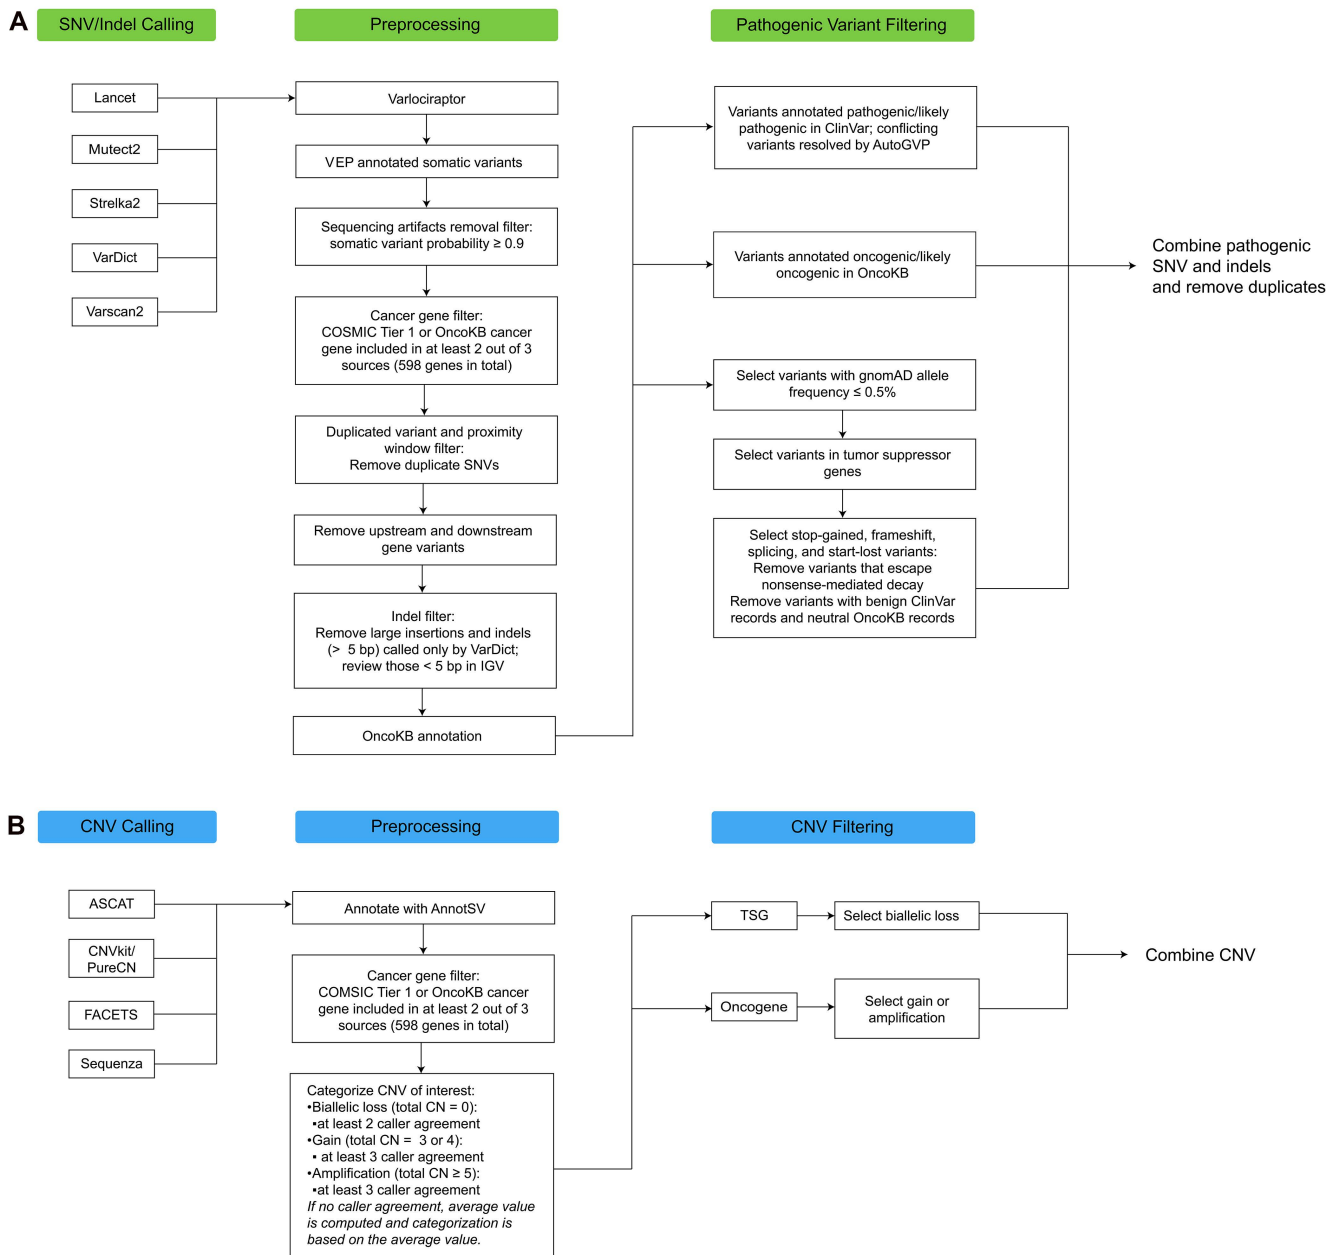 A
SNV/Indel Calling
Preprocessing
Pathogenic Variant Filtering
Lancet
Mutect2
Strelka2
VarDict
Varscan2
Varlociraptor
VEP annotated somatic variants
Sequencing artifacts removal filter:
somatic variant probability ≥ 0.9
Cancer gene filter:
COSMIC Tier 1 or OncoKB cancer
gene included in at least 2 out of 3
sources (598 genes in total)
Duplicated variant and proximity
window filter:
Remove duplicate SNVs
Remove upstream and downstream
gene variants
Indel filter:
Remove large insertions and indels
(> 5 bp) called only by VarDict;
review those < 5 bp in IGV
OncoKB annotation
Variants annotated pathogenic/likely
pathogenic in ClinVar; conflicting
variants resolved by AutoGVP
Variants annotated oncogenic/likely
oncogenic in OncoKB
Select variants with gnomAD allele
frequency ≤ 0.5%
Select variants in tumor suppressor
genes
Select stop-gained, frameshift,
splicing, and start-lost variants:
Remove variants that escape
nonsense-mediated decay
Remove variants with benign ClinVar
records and neutral OncoKB records
Combine pathogenic
SNV and indels
and remove duplicates
B
CNV Calling
Preprocessing
CNV Filtering
ASCAT
CNVkit/
PureCN
FACETS
Sequenza
Annotate with AnnotSV
Cancer gene filter:
COMSIC Tier 1 or OncoKB cancer
gene included in at least 2 out of 3
sources (598 genes in total)
Categorize CNV of interest:
•Biallelic loss (total CN = 0):
▪at least 2 caller agreement
•Gain (total CN = 3 or 4):
▪ at least 3 caller agreement
•Amplification (total CN ≥ 5):
▪at least 3 caller agreement
If no caller agreement, average value
is computed and categorization is
based on the average value.
TSG
Select biallelic loss
Oncogene
Select gain or
amplification
Combine CNV